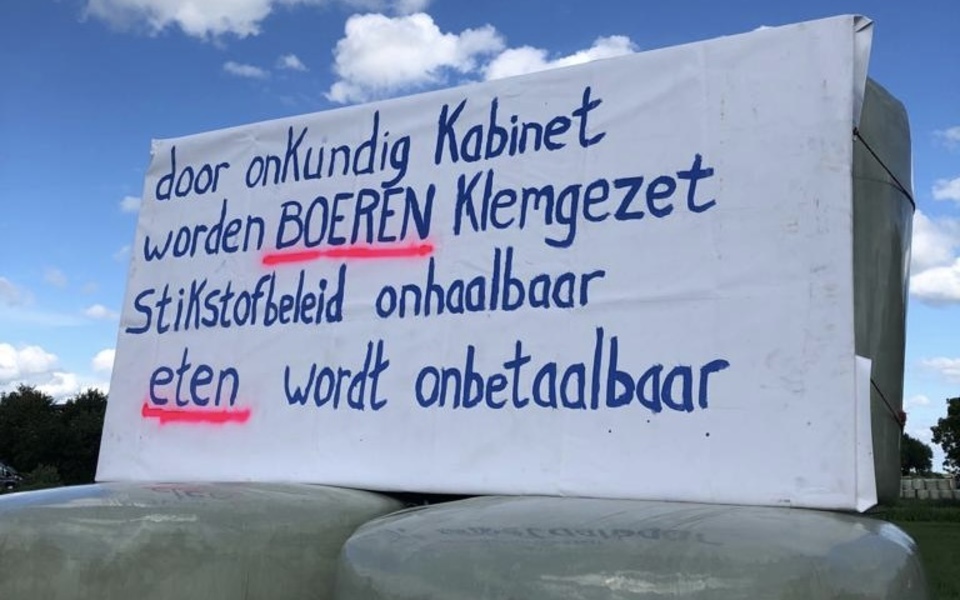 door onkundig Kabinet
worden BOEREN Klemgezet
Stikstofbeleid onhaalbaar
eten wordt onbetaalbaar